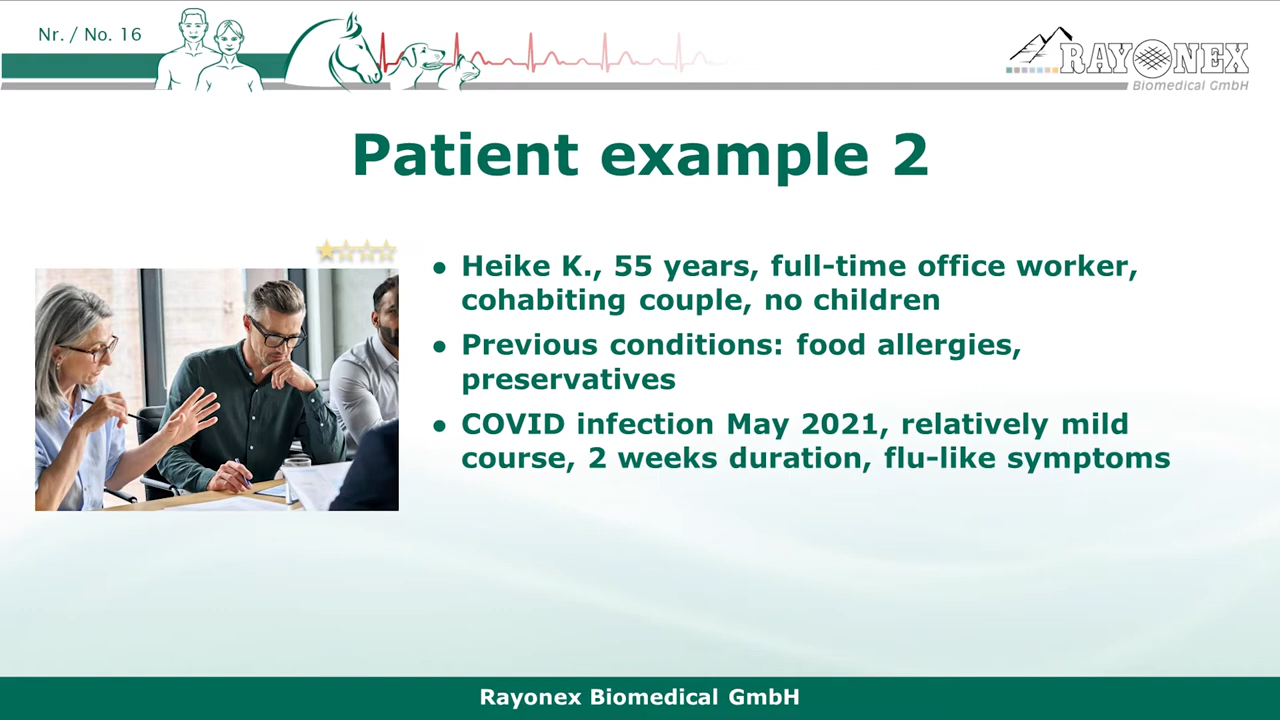 Nr. / No. 16
RAYONEX
Biomedical GmbH
Patient example 2
● Heike K., 55 years, full-time office worker,
cohabiting couple, no children
● Previous conditions: food allergies,
preservatives
● COVID infection May 2021, relatively mild
course, 2 weeks duration, flu-like symptoms
Rayonex Biomedical GmbH